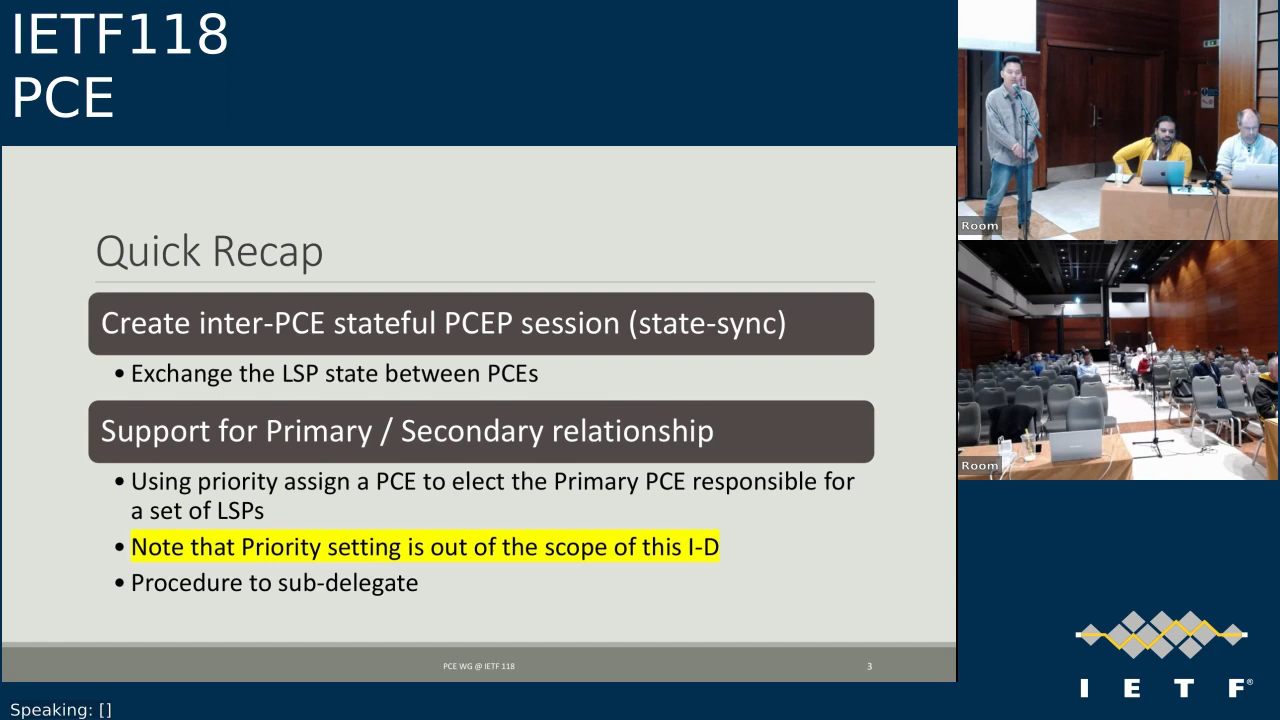 IETF118
PCE
Quick Recap
Create inter-PCE stateful PCEP session (state-sync)
• Exchange the LSP state between PCEs
Support for Primary / Secondary relationship
• Using priority assign a PCE to elect the Primary PCE responsible for
a set of LSPs
• Note that Priority setting is out of the scope of this I-D
• Procedure to sub-delegate
PCE WG @ IETF 118
3
Room
Room
I E T F®
Speaking: []